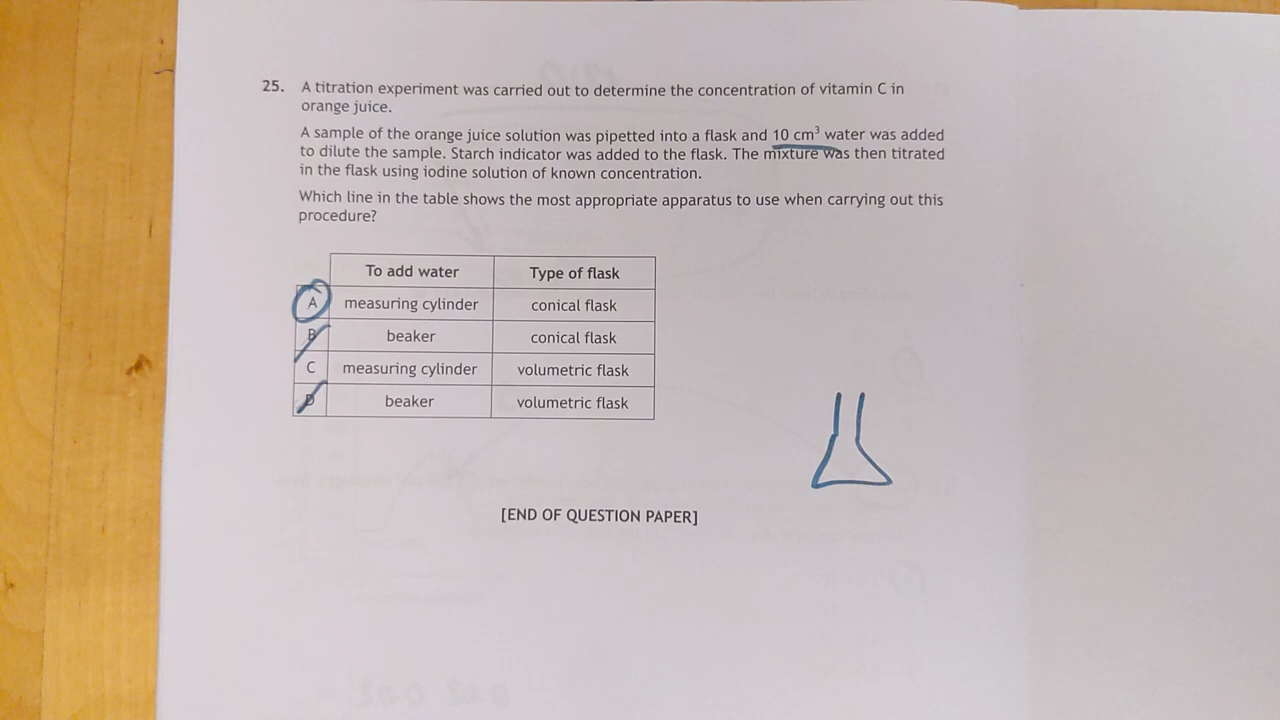 25. A titration experiment was carried out to determine the concentration of vitamin C in
orange juice.
A sample of the orange juice solution was pipetted into a flask and 10 cm³ water was added
to dilute the sample. Starch indicator was added to the flask. The mixture was then titrated
in the flask using iodine solution of known concentration.
Which line in the table shows the most appropriate apparatus to use when carrying out this
procedure?
To add water Type of flask
A measuring cylinder conical flask
B beaker conical flask
C measuring cylinder volumetric flask
D beaker volumetric flask
[END OF QUESTION PAPER]